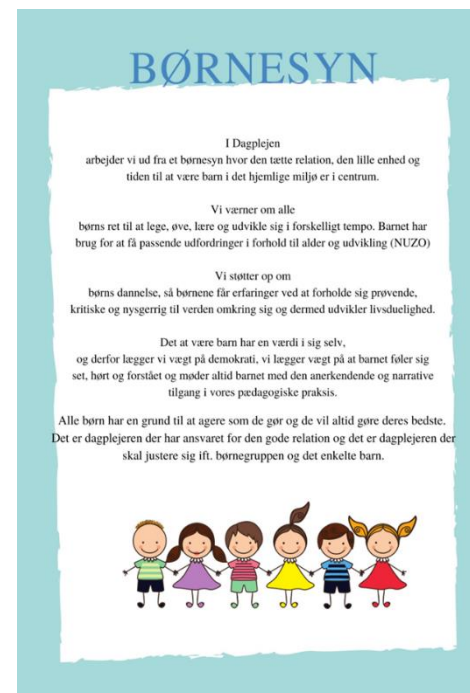 BØRNESYN
I Dagplejen
arbejder vi ud fra et børnesyn hvor den tætte relation, den lille enhed og
tiden til at være barn i det hjemlige miljø er i centrum.
Vi værner om alle
børns ret til at lege, øve, lære og udvikle sig i forskelligt tempo. Barnet har
brug for at få passende udfordringer i forhold til alder og udvikling (NUZO)
Vi støtter op om
børns dannelse, så børnene får erfaringer ved at forholde sig prøvende,
kritiske og nysgerrig til verden omkring sig og dermed udvikler livsduelighed.
Det at være barn har en værdi i sig selv,
og derfor lægger vi vægt på demokrati, vi lægger vægt på at barnet føler sig
set, hørt og forstået og møder altid barnet med den anerkendende og narrative
tilgang i vores pædagogiske praksis.
Alle børn har en grund til at agere som de gør og de vil altid gøre deres bedste.
Det er dagplejeren der har ansvaret for den gode relation og det er dagplejeren der
skal justere sig ift. børnegruppen og det enkelte barn.